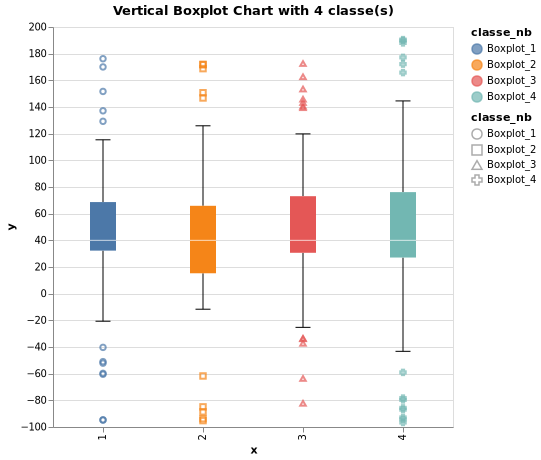 Vertical Boxplot Chart with 4 classe(s)
200
180
160
140
120
100
80
60
40
20
0
−20
−40
−60
−80
−100
y
1
2
3
4
x
classe_nb
Boxplot_1
Boxplot_2
Boxplot_3
Boxplot_4
classe_nb
Boxplot_1
Boxplot_2
Boxplot_3
Boxplot_4